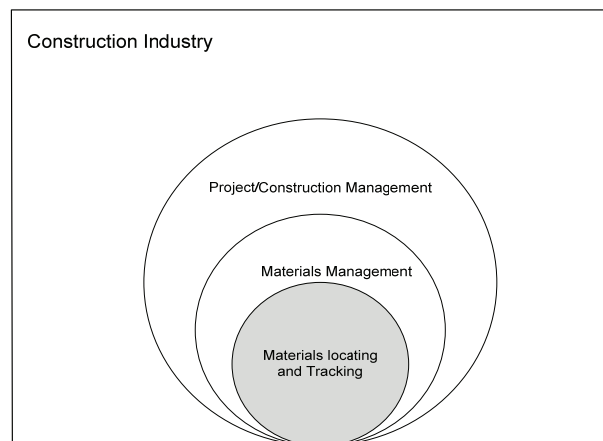 Construction Industry
Project/Construction Management
Materials Management
Materials locating
and Tracking